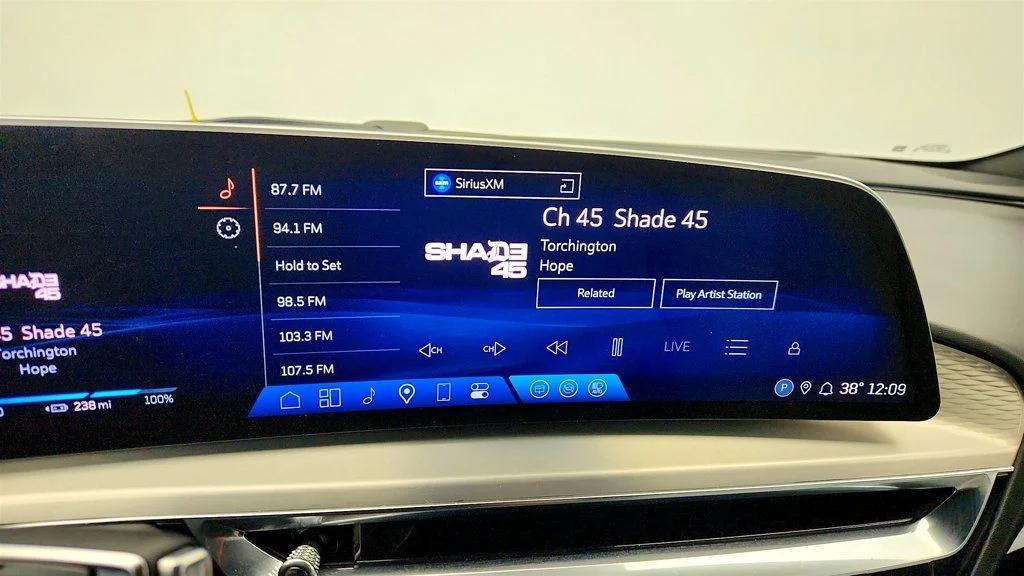 87.7 FM
94.1 FM
Hold to Set
98.5 FM
103.3 FM
107.5 FM
SXM SiriusXM
SHADE
45
Ch 45 Shade 45
Torchington
Hope
Related
Play Artist Station
CH
CH
LIVE
P
38° 12:09
SHADE
45
45 Shade 45
Torchington
Hope
238 mi
100%